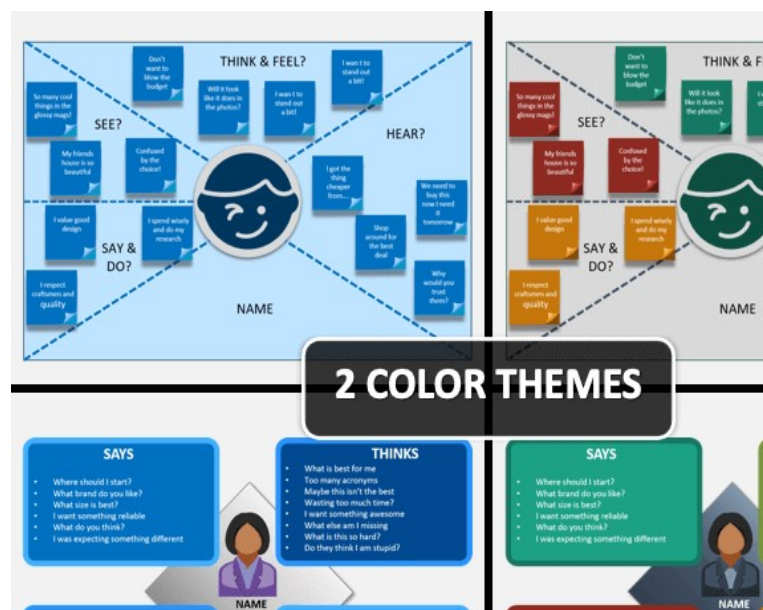 THINK & FEEL?
Don't
want to
blow the
budget
I wan t to
stand out
a bit!
Will it look
like it does in
the photos?
I wan t to
stand out
a bit!
So many cool
things in the
glossy mags!
SEE?
HEAR?
My friends
house is so
beautiful
Confused
by the
choice!
I got the
thing
cheaper
from....
We need to
buy this
now I need
it
tomorrow
I value good
design
I spend wisely
and do my
research
Shop
around for
the best
deal
SAY &
DO?
Why
would you
trust
them?
I respect
craftsmen and
quality
NAME
THINK & F
Don't
want to
blow the
budget
Will it look
like it does in
the photos?
So many cool
things in the
glossy mags!
SEE?
My friends
house is so
beautiful
Confused
by the
choice!
I value good
design
I spend wisely
and do my
research
SAY &
DO?
I respect
craftsmen and
quality
NAME
2 COLOR THEMES
SAYS
• Where should I start?
• What brand do you like?
• What size is best?
• I want something reliable
• What do you think?
• I was expecting something different
THINKS
• What is best for me
• Too many acronyms
• Maybe this isn't the best
• Wasting too much time?
• I want something awesome
• What else am I missing
• What is this so hard?
• Do they think I am stupid?
NAME
SAYS
• Where should I start?
• What brand do you like?
• What size is best?
• I want something reliable
• What do you think?
• I was expecting something different
NAME